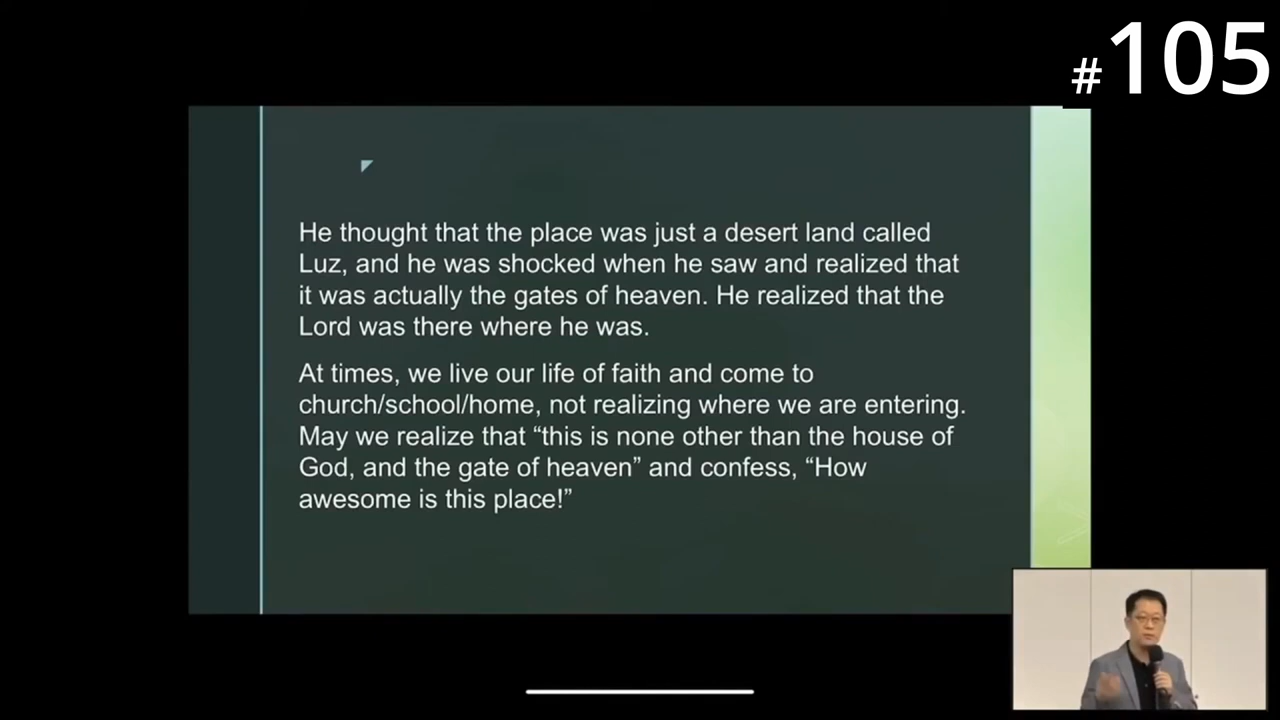 #105
He thought that the place was just a desert land called
Luz, and he was shocked when he saw and realized that
it was actually the gates of heaven. He realized that the
Lord was there where he was.
At times, we live our life of faith and come to
church/school/home, not realizing where we are entering.
May we realize that “this is none other than the house of
God, and the gate of heaven” and confess, “How
awesome is this place!”